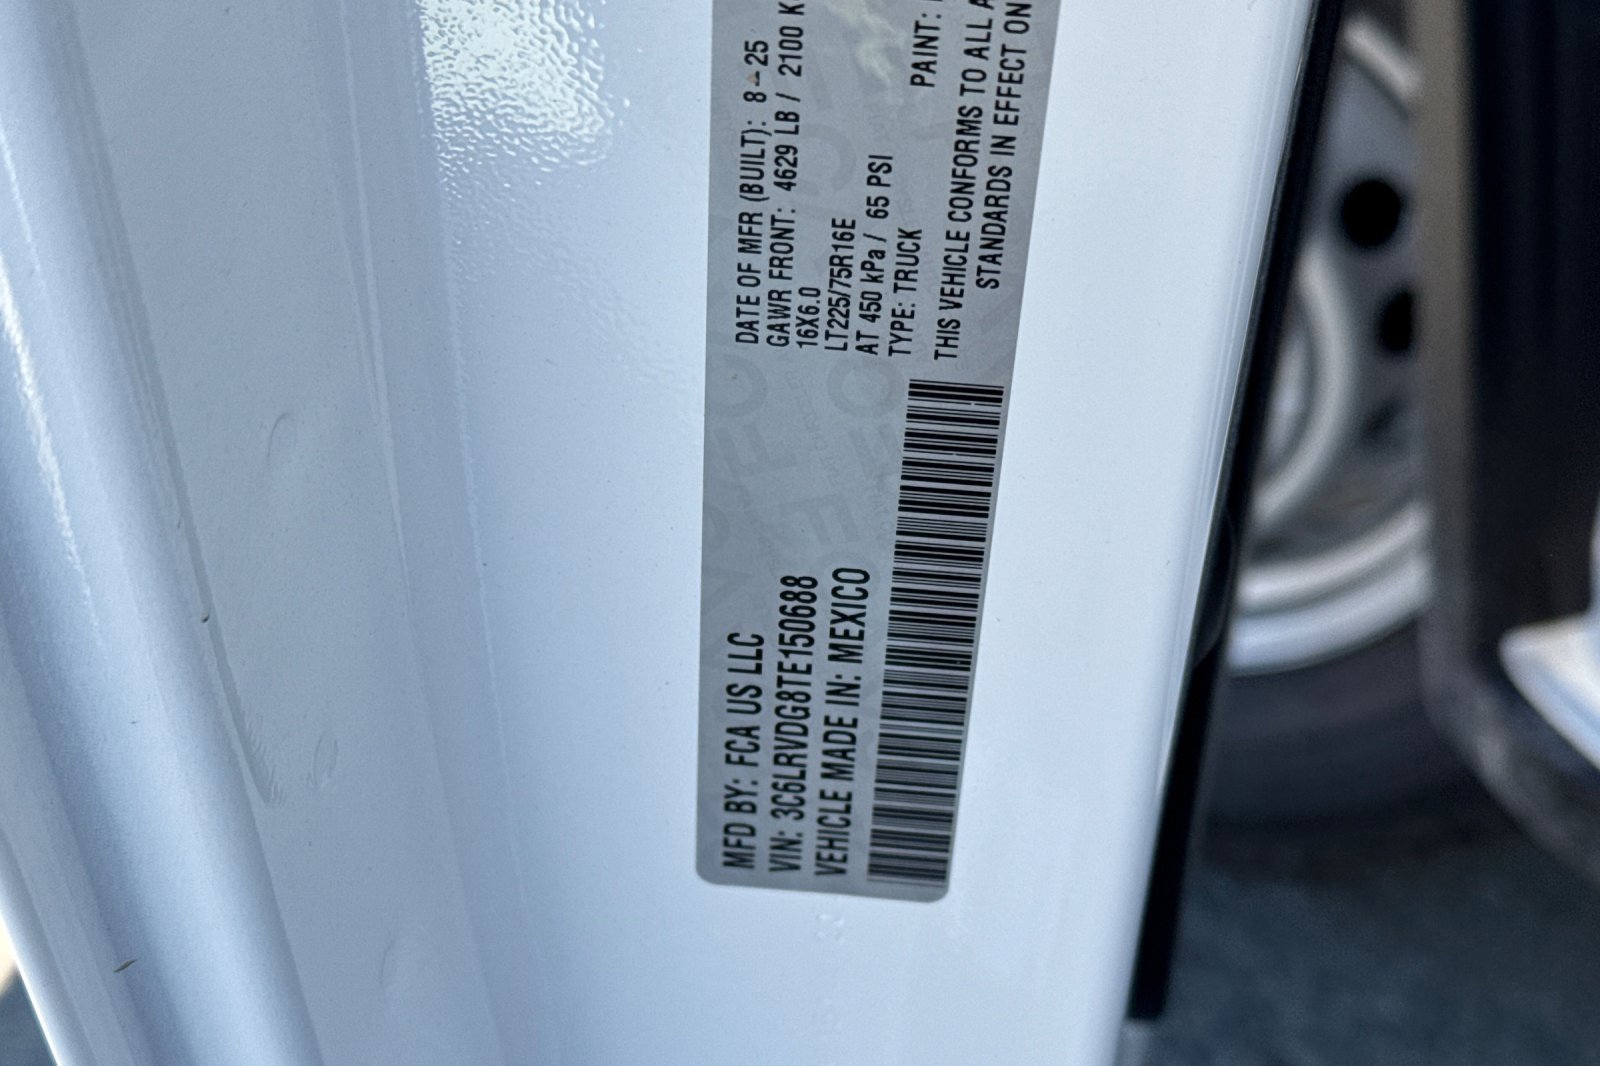 MFD BY: FCA US LLC
VIN: 3C6LRVDG8TE150688
VEHICLE MADE IN: MEXICO
DATE OF MFR (BUILT): 8-25
GAWR FRONT: 4629 LB / 2100 K
16X6.0
LT225/75R16E
AT 450 kPa / 65 PSI
TYPE: TRUCK
PAINT:
THIS VEHICLE CONFORMS TO ALL A
STANDARDS IN EFFECT ON